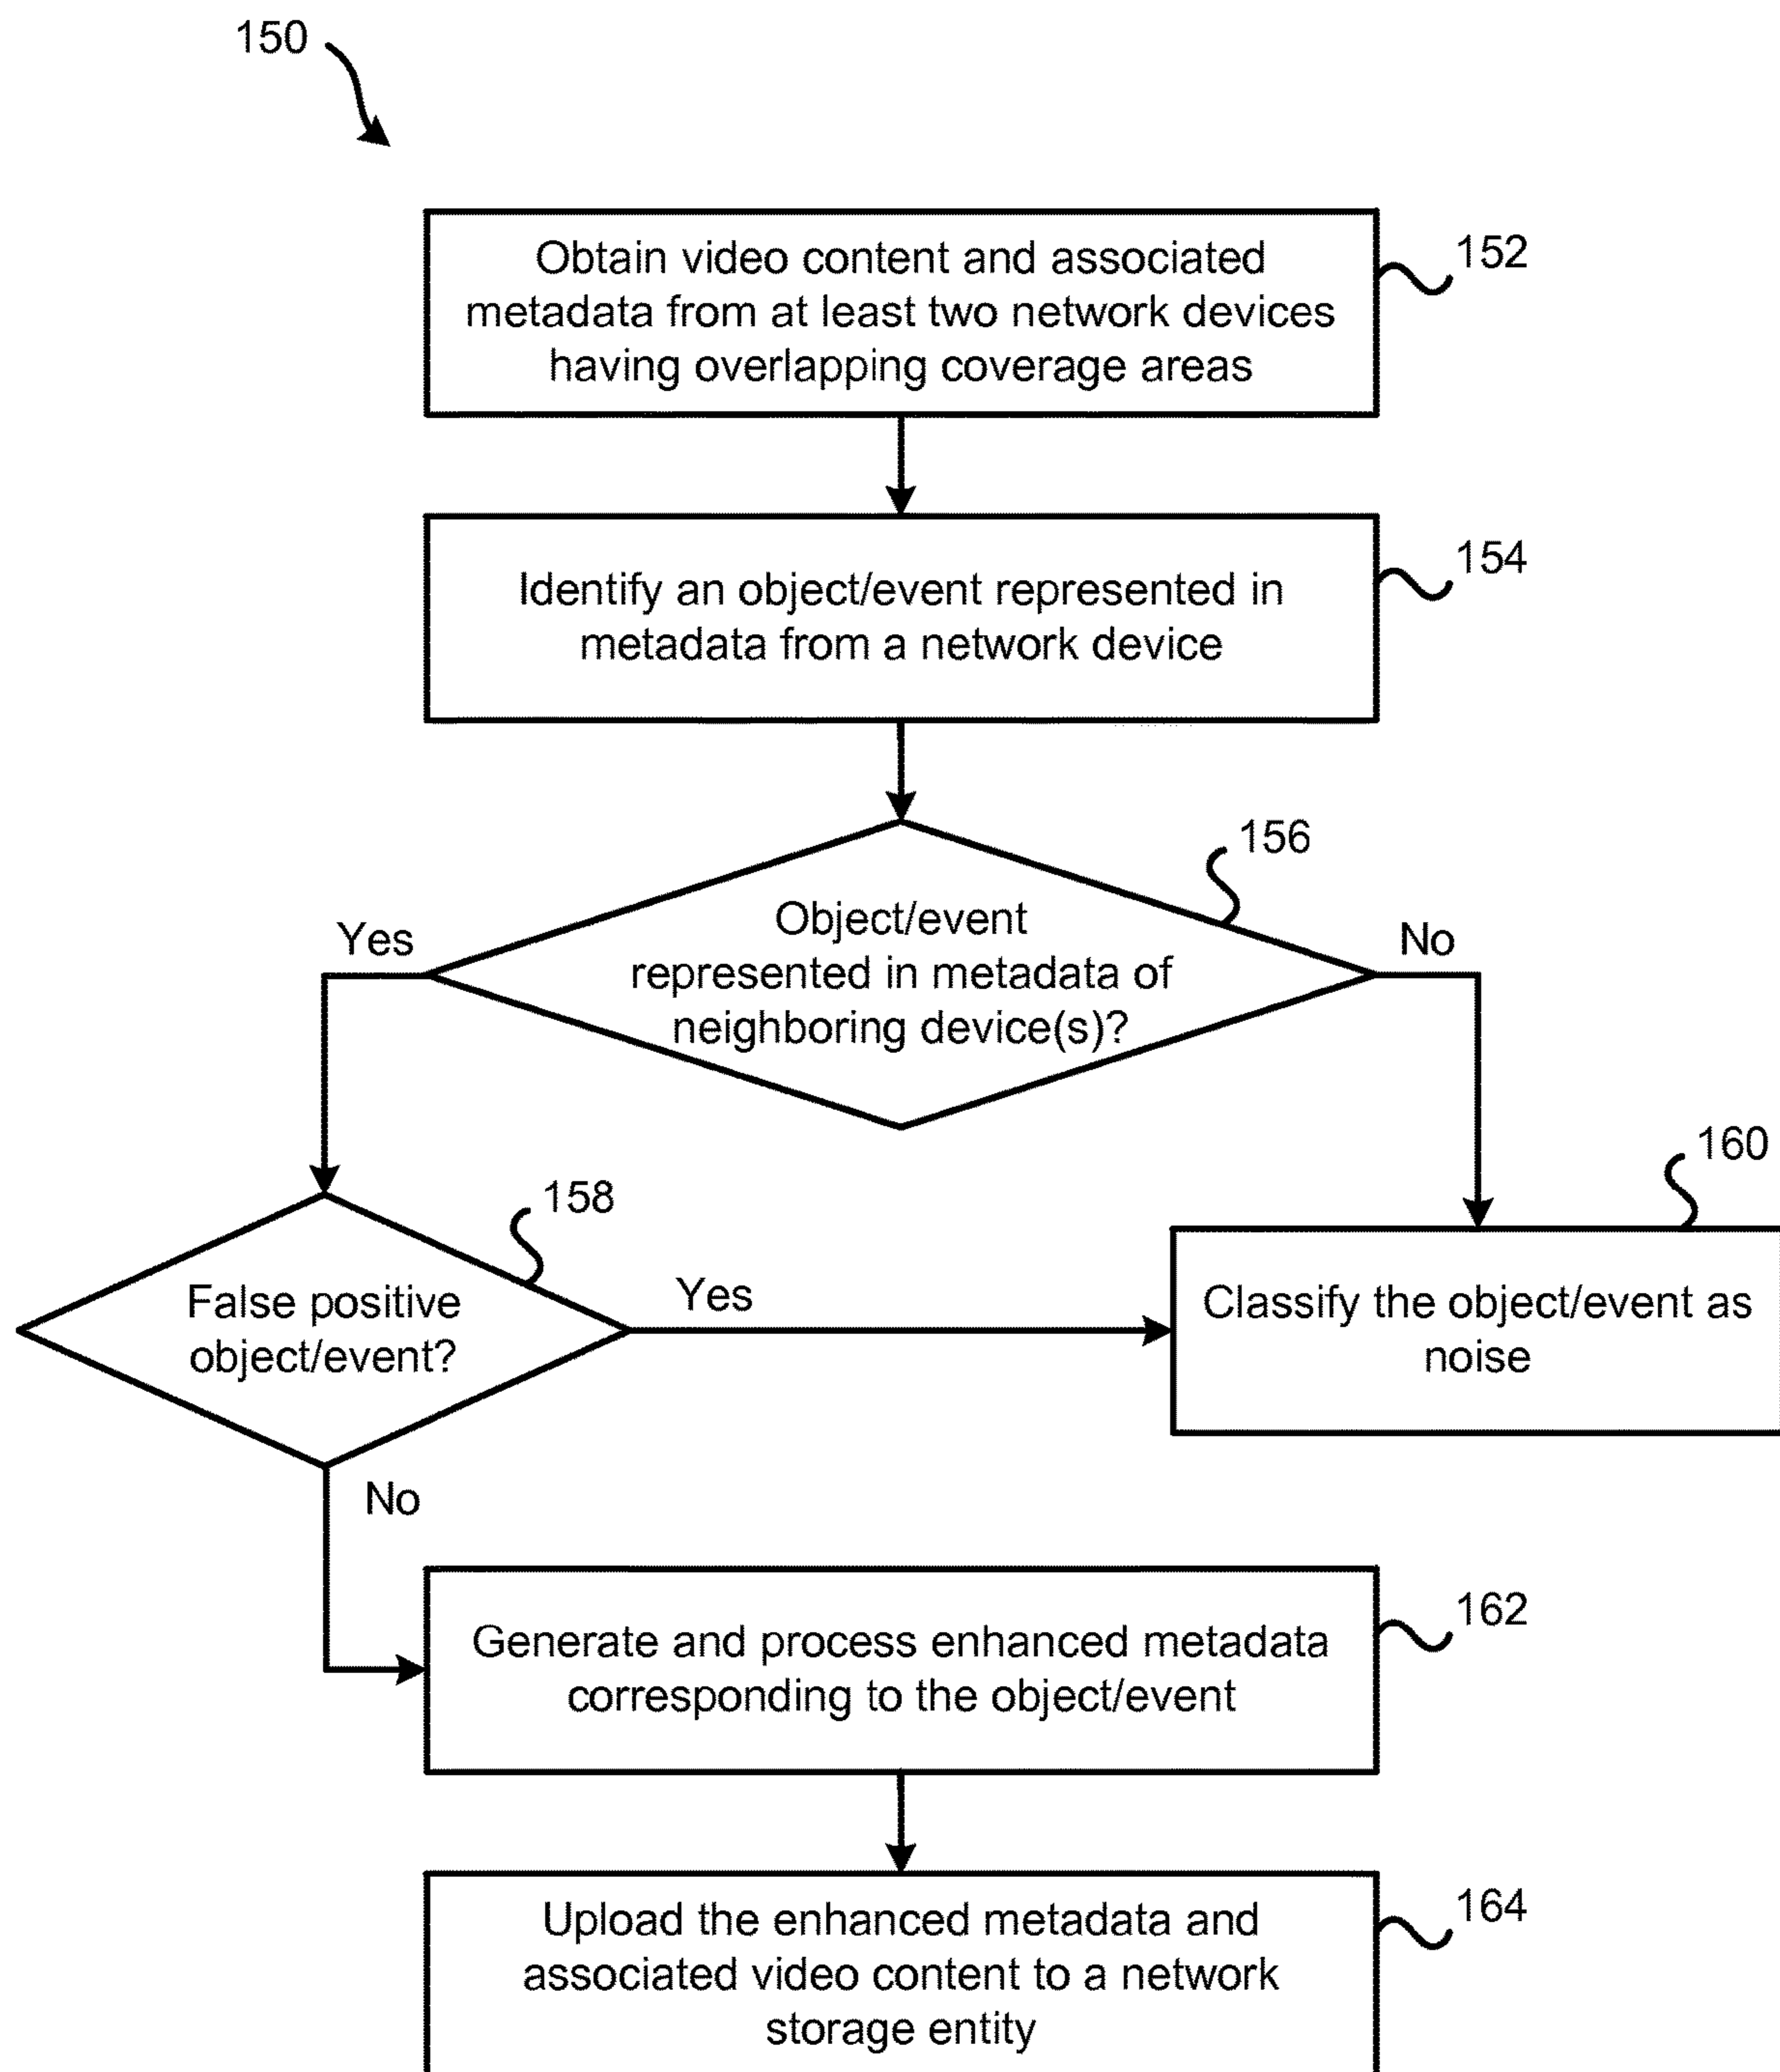 150
Obtain video content and associated
metadata from at least two network devices
having overlapping coverage areas
152
Identify an object/event represented in
metadata from a network device
154
156
Object/event
represented in metadata of
neighboring device(s)?
Yes
No
158
160
False positive
object/event?
Yes
Classify the object/event as
noise
No
Generate and process enhanced metadata
corresponding to the object/event
162
Upload the enhanced metadata and
associated video content to a network
storage entity
164